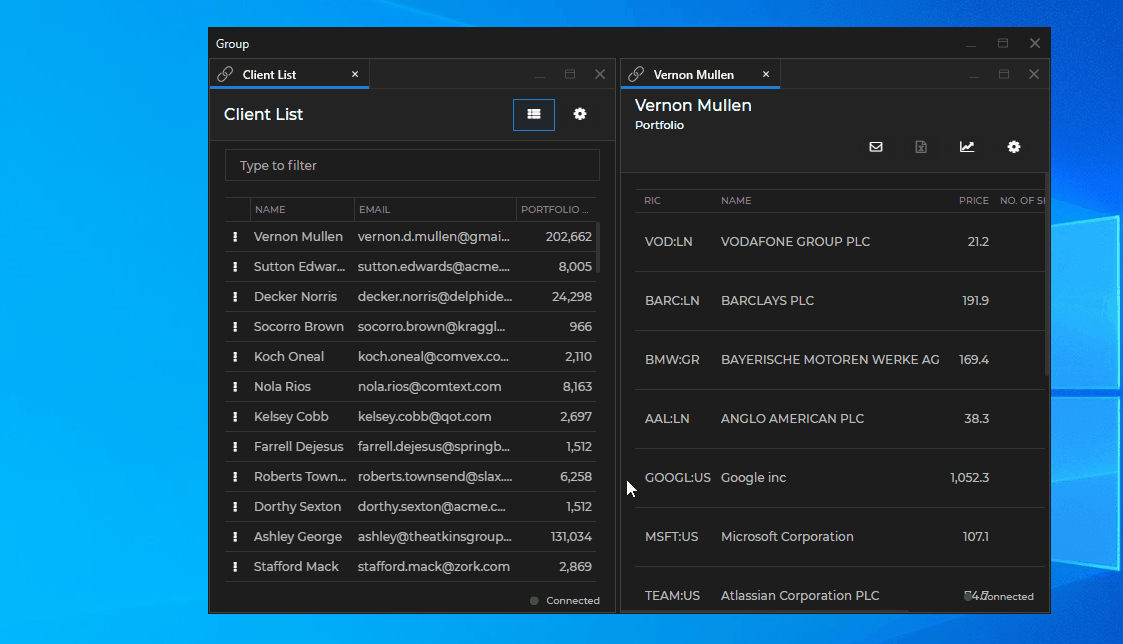 Group
Client List
Client List
Type to filter
NAME EMAIL PORTFOLIO ...
Vernon Mullen vernon.d.mullen@gmai... 202,662
Sutton Edwar... sutton.edwards@acme.... 8,005
Decker Norris decker.norris@delphide... 24,298
Socorro Brown socorro.brown@kraggl... 966
Koch Oneal koch.oneal@comvex.co... 2,110
Nola Rios nola.rios@comtext.com 8,163
Kelsey Cobb kelsey.cobb@qot.com 2,697
Farrell Dejesus farrell.dejesus@springb... 1,512
Roberts Town... roberts.townsend@slax.... 6,258
Dorthy Sexton dorthy.sexton@acme.c... 1,512
Ashley George ashley@theatkinsgroup... 131,034
Stafford Mack stafford.mack@zork.com 2,869
Connected
Vernon Mullen
Vernon Mullen
Portfolio
RIC NAME PRICE NO. OF
VOD:LN VODAFONE GROUP PLC 21.2
BARC:LN BARCLAYS PLC 191.9
BMW:GR BAYERISCHE MOTOREN WERKE AG 169.4
AAL:LN ANGLO AMERICAN PLC 38.3
GOOGL:US Google inc 1,052.3
MSFT:US Microsoft Corporation 107.1
TEAM:US Atlassian Corporation PLC
Connected